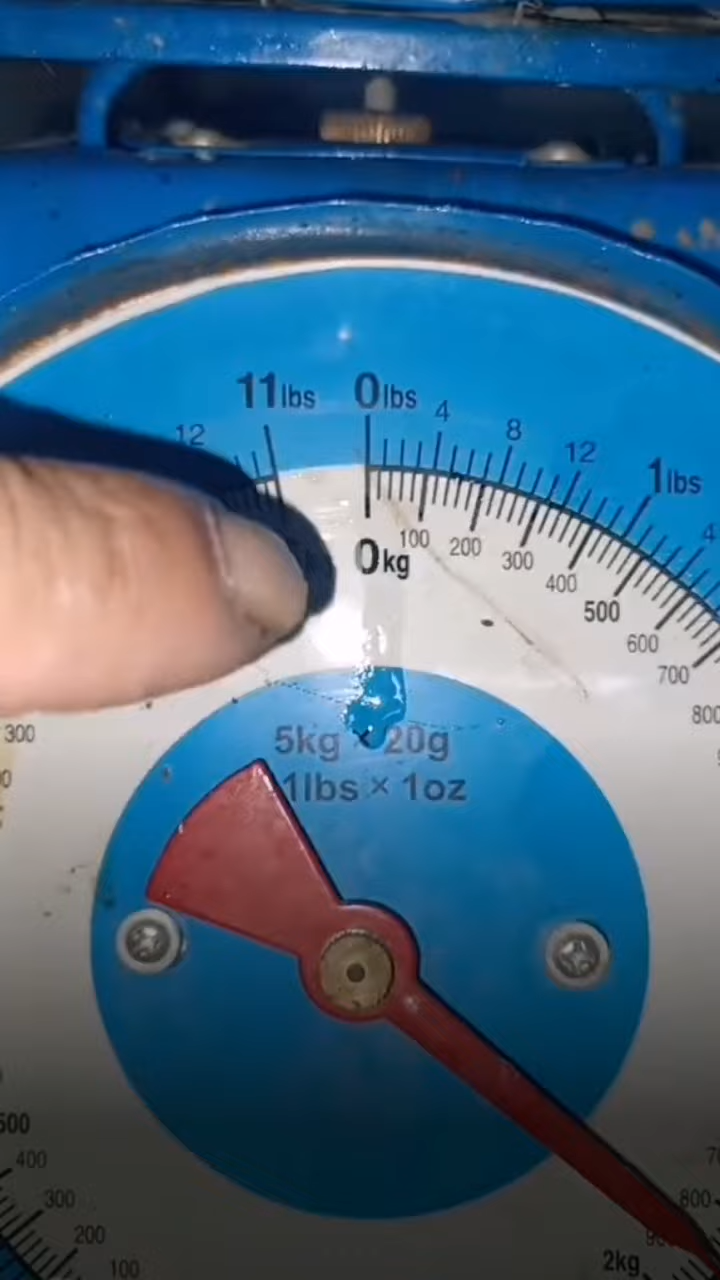 11lbs 0lbs
12 4 8 12 1lbs 4
0kg 100 200 300 400 500 600 700 800
300
5kg × 20g
1lbs × 1oz
500 400 300 200 100
800
2kg